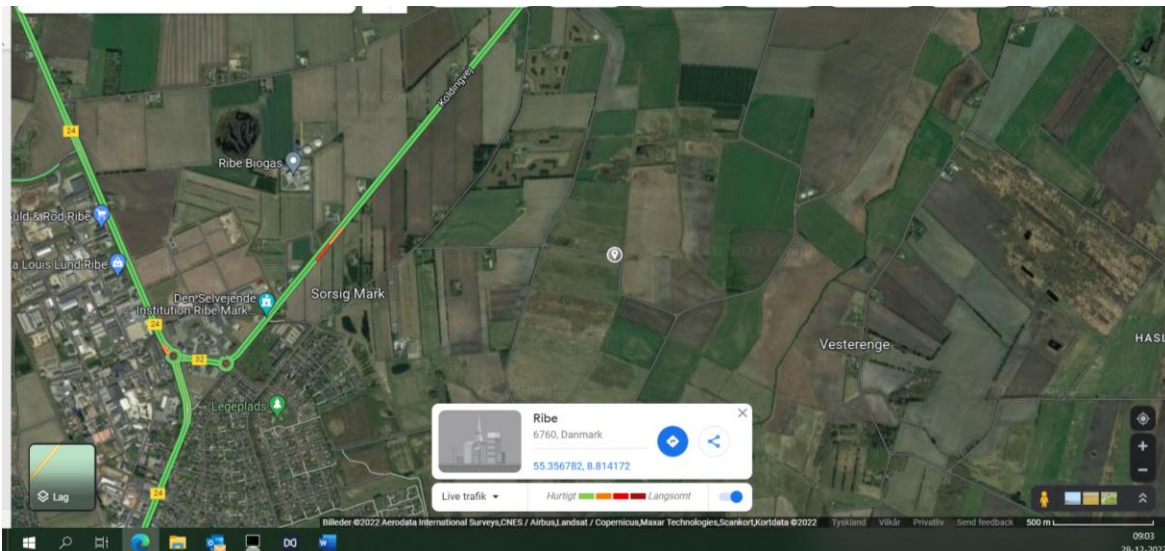 Koldingvej
24
Ribe Biogas
uld & Rod Ribe
a Louis Lund Ribe
Den Selvejende
Institution Ribe Mark...
Sorsig Mark
24
32
Legeplads
24
Vesterenge
HASL
Ribe
6760, Danmark
55.356782, 8.814172
Lag
Live trafik
Hurtigt
Langsomt
Billeder ©2022 Aerodata International Surveys,CNES / Airbus,Landsat / Copernicus,Maxar Technologies,Scankort,Kortdata ©2022 Tyskland Vilkår Privatliv Send feedback 500 m
09:03
28-12-202